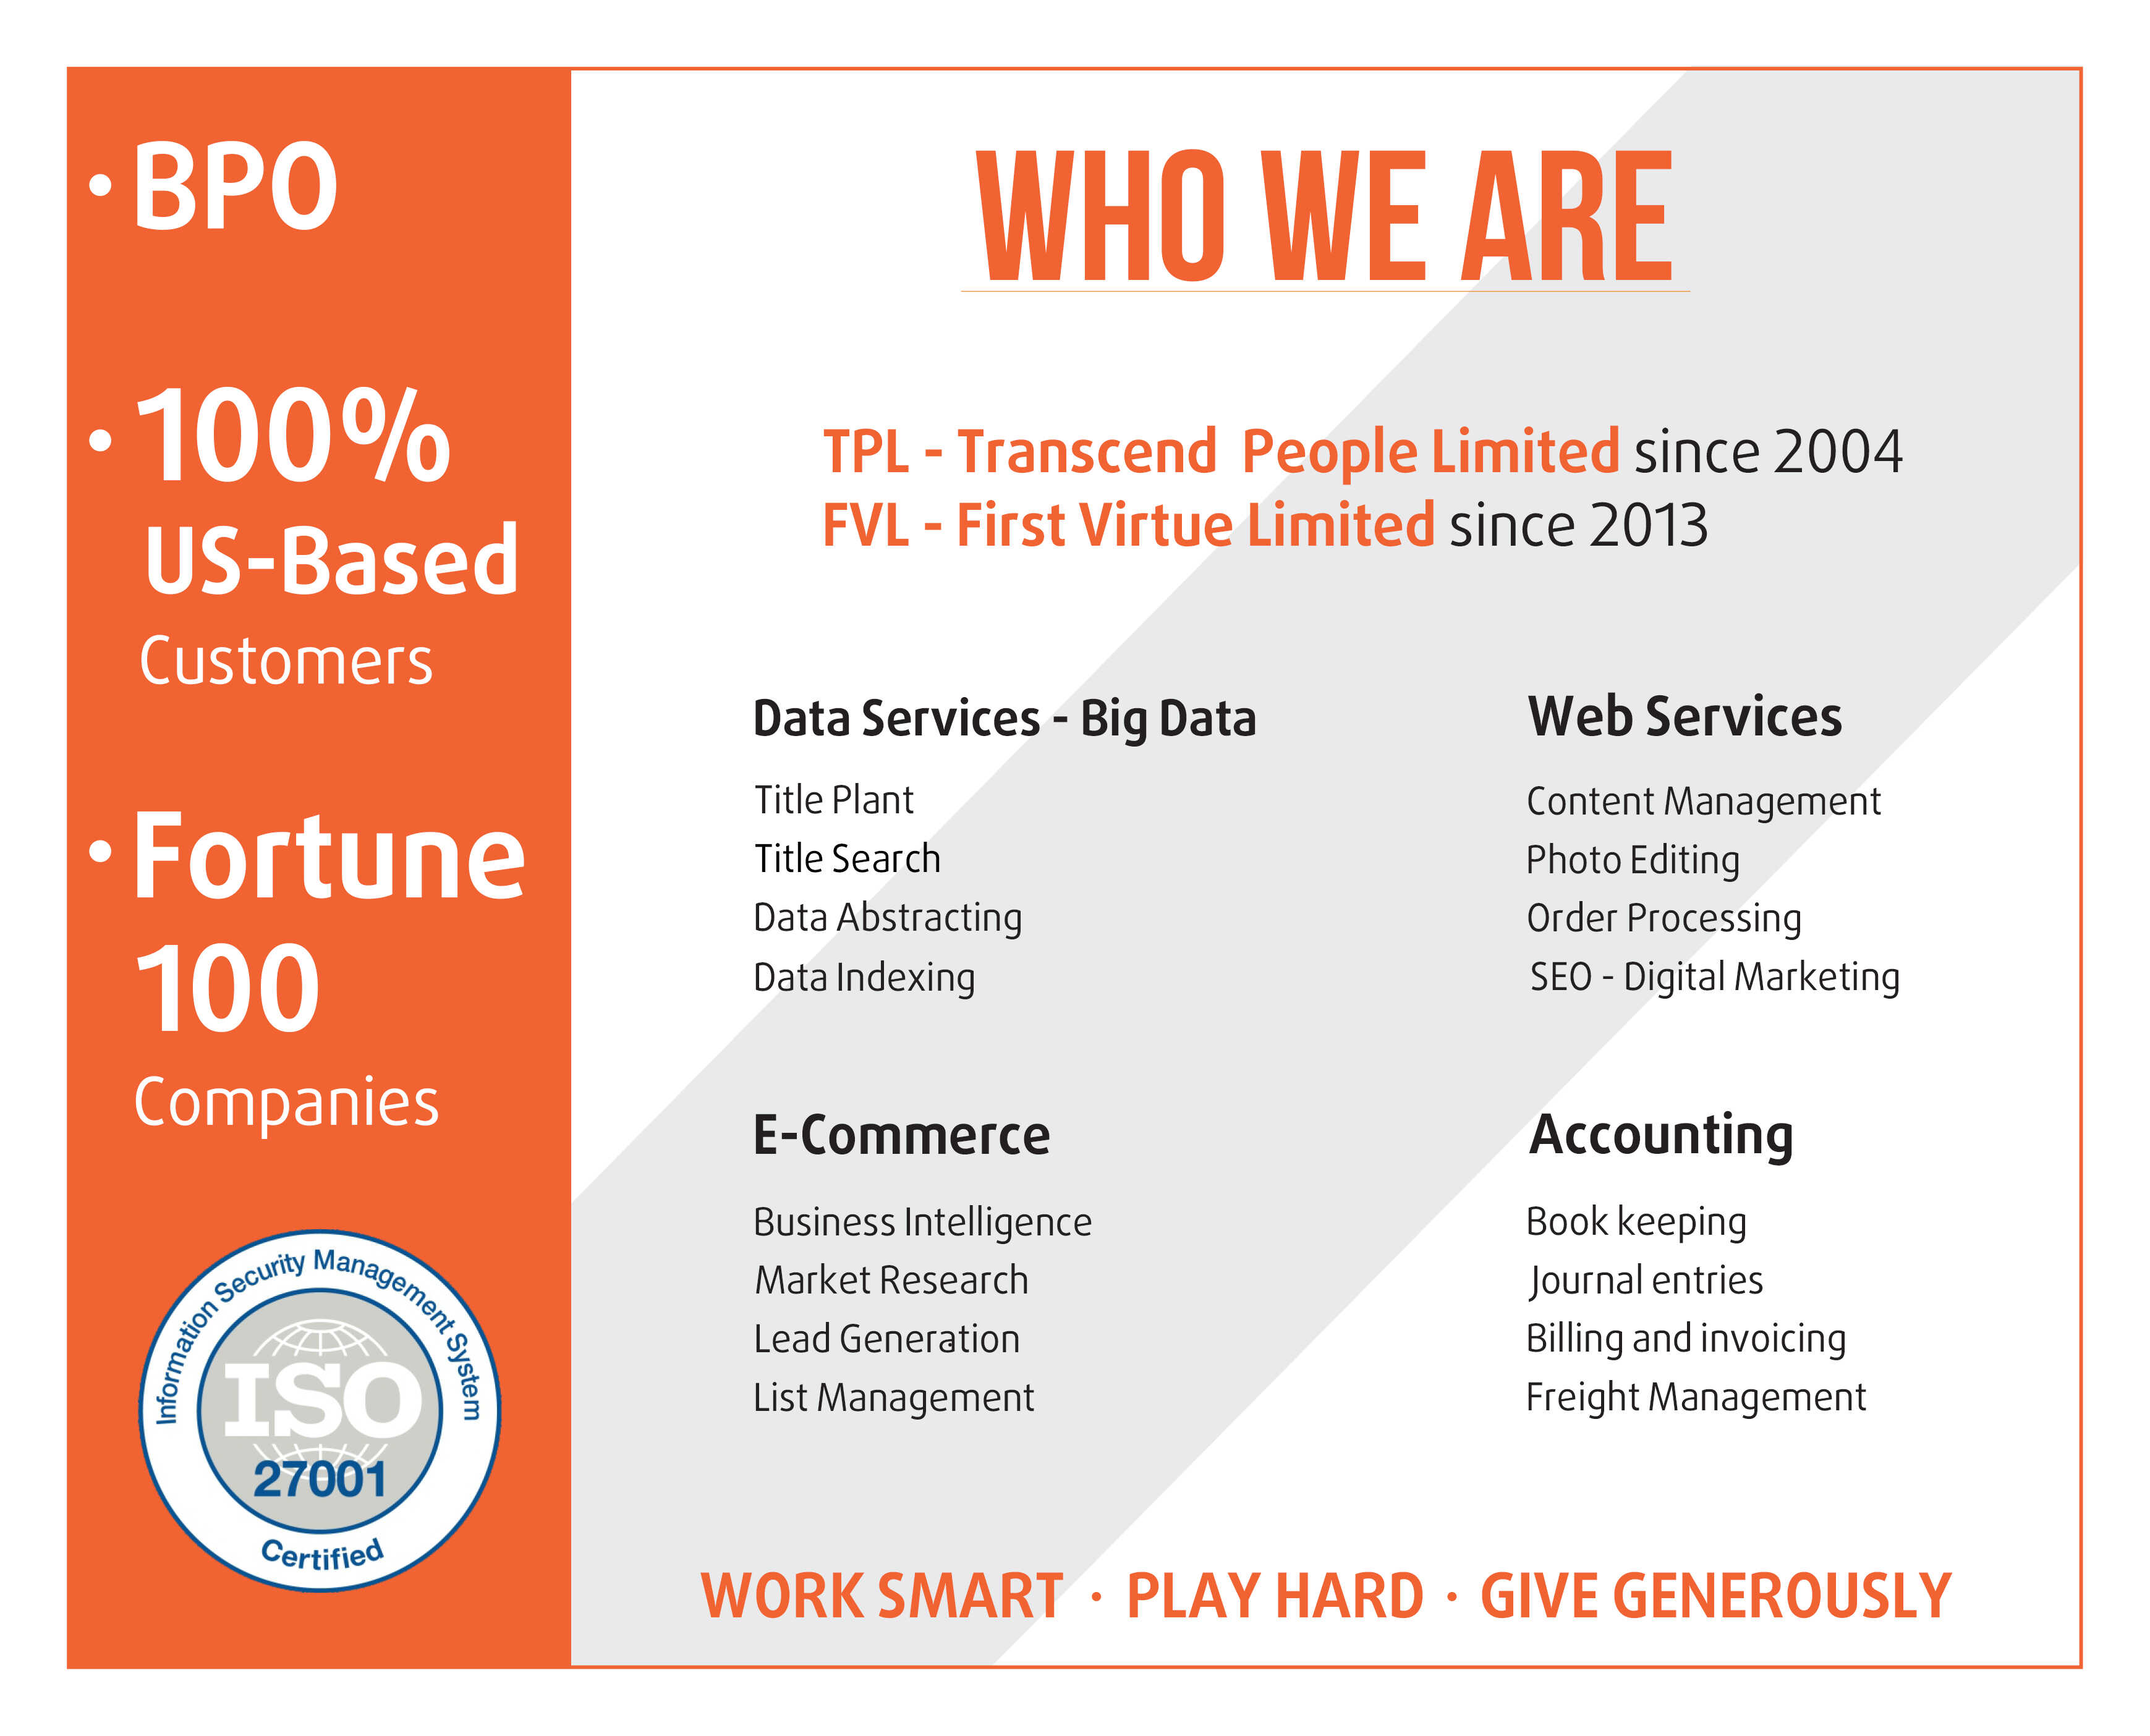 • BPO
• 100%
US-Based
Customers
• Fortune
100
Companies
Information Security Management System
ISO
27001
Certified
WHO WE ARE
TPL - Transcend People Limited since 2004
FVL - First Virtue Limited since 2013
Data Services - Big Data
Title Plant
Title Search
Data Abstracting
Data Indexing
Web Services
Content Management
Photo Editing
Order Processing
SEO - Digital Marketing
E-Commerce
Business Intelligence
Market Research
Lead Generation
List Management
Accounting
Book keeping
Journal entries
Billing and invoicing
Freight Management
WORK SMART • PLAY HARD • GIVE GENEROUSLY